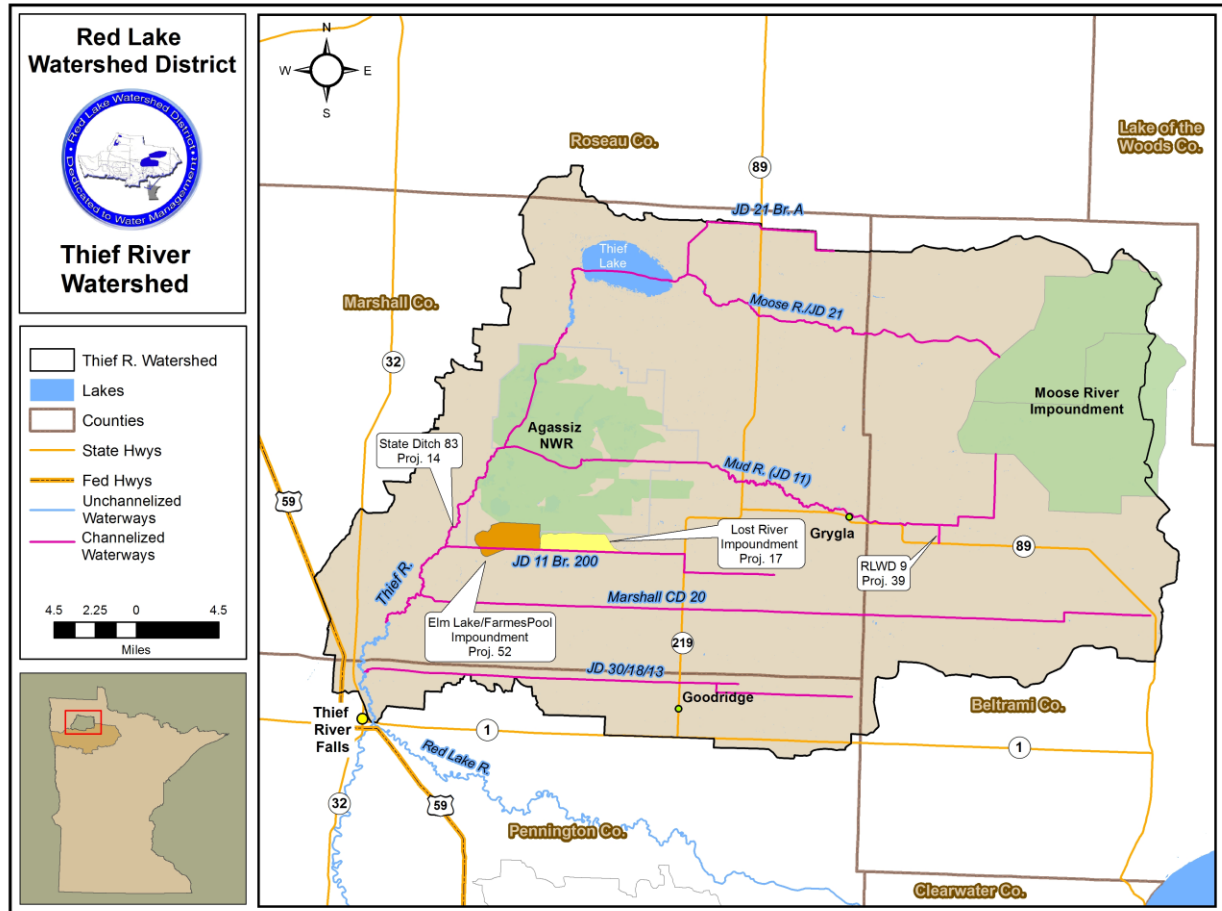 Red Lake
Watershed District
Red Lake Watershed District
Dedicated to Water Management
Thief River
Watershed
Thief R. Watershed
Lakes
Counties
State Hwys
Fed Hwys
Unchannelized
Waterways
Channelized
Waterways
4.5 2.25 0 4.5
Miles
N
W E
S
Roseau Co.
Lake of the
Woods Co.
89
JD 21 Br. A
Thief
Lake
Marshall Co.
Moose R./JD 21
32
Moose River
Impoundment
Agassiz
NWR
State Ditch 83
Proj. 14
Mud R. (JD 11)
59
Lost River
Impoundment
Proj. 17
Grygla
89
RLWD 9
Proj. 39
JD 11 Br. 200
Thief R.
Marshall CD 20
Elm Lake/FarmesPool
Impoundment
Proj. 52
219
JD 30/18/13
Goodridge
Beltrami Co.
Thief
River
Falls
1
1
Red Lake R.
32
59
Pennington Co.
Clearwater Co.